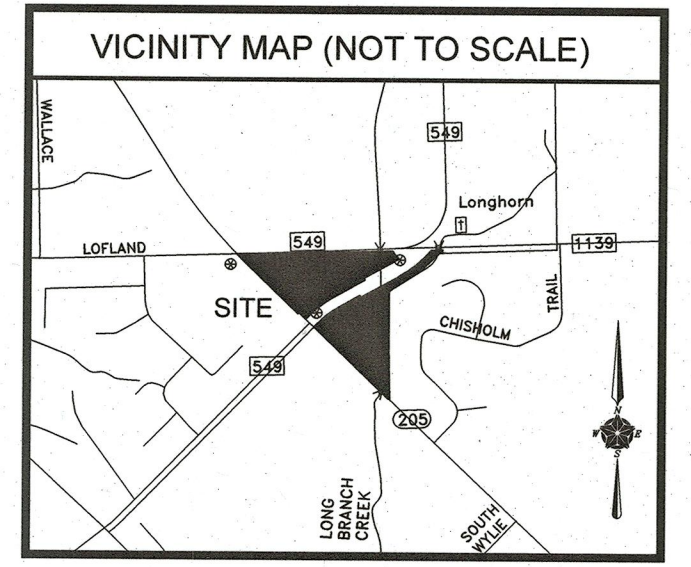 VICINITY MAP (NOT TO SCALE)
WALLACE
549
Longhorn
LOFLAND
549
1139
SITE
TRAIL
CHISHOLM
549
205
N
W E
S
LONG
BRANCH
CREEK
SOUTH
WYLIE